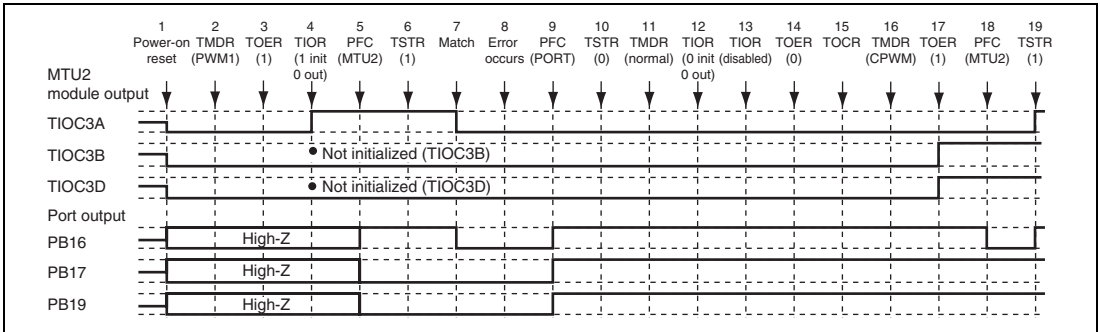 1 2 3 4 5 6 7 8 9 10 11 12 13 14 15 16 17 18 19
Power-on TMDR TOER TIOR PFC TSTR Match Error PFC TSTR TMDR TIOR TIOR TOER TOCR TMDR TOER PFC TSTR
reset (PWM1) (1) (1 init (MTU2) (1) occurs (PORT) (0) (normal) (0 init (disabled) (0) (CPWM) (1) (MTU2) (1)
0 out) 0 out)
MTU2
module output
TIOC3A
TIOC3B • Not initialized (TIOC3B)
TIOC3D • Not initialized (TIOC3D)
Port output
PB16 High-Z
PB17 High-Z
PB19 High-Z